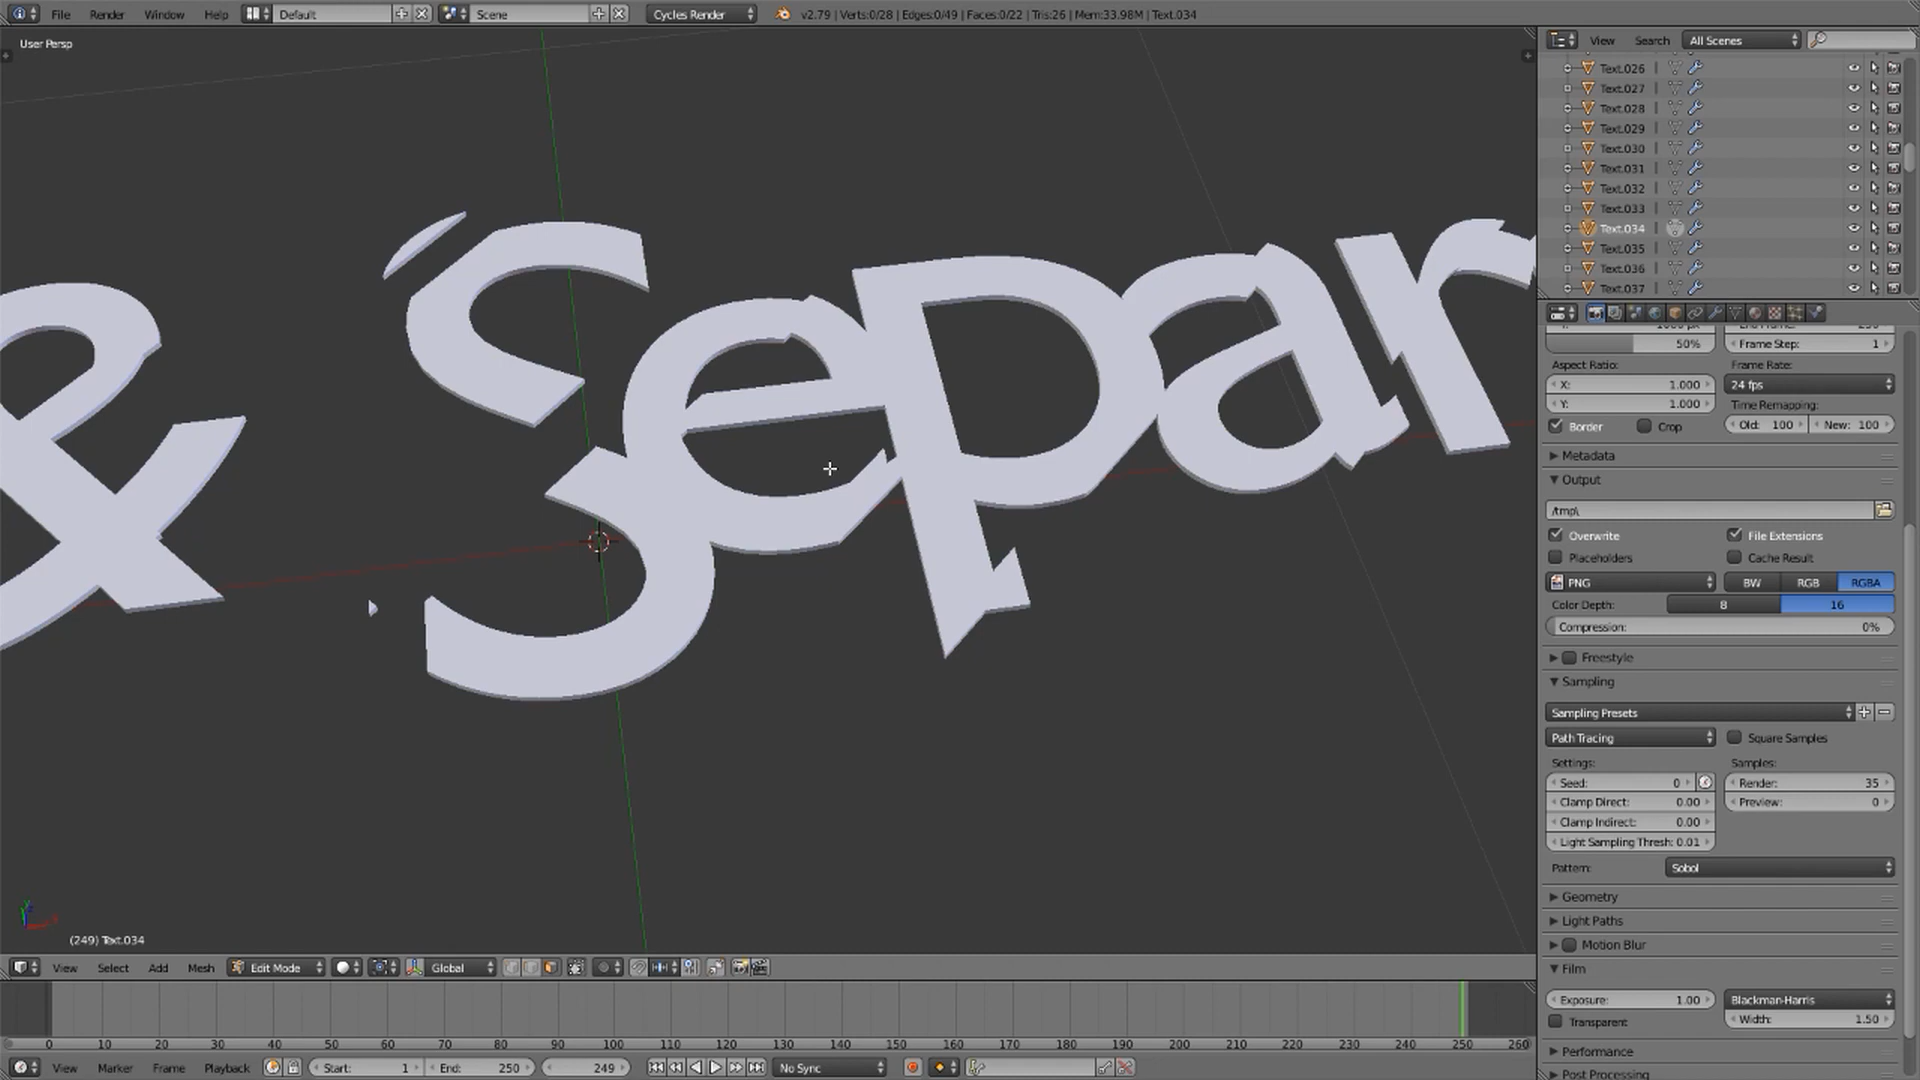 File Render Window Help Default Scene Cycles Render v2.79 | Verts:0/28 | Edges:0/49 | Faces:0/22 | Tris:26 | Mem:33.98M | Text.034
User Persp
& Separ
(249) Text.034
View Select Add Mesh Edit Mode Global
0 10 20 30 40 50 60 70 80 90 100 110 120 130 140 150 160 170 180 190 200 210 220 230 240 250 260
View Marker Frame Playback Start: 1 End: 250 249 No Sync
View Search All Scenes
Text.026
Text.027
Text.028
Text.029
Text.030
Text.031
Text.032
Text.033
Text.034
Text.035
Text.036
Text.037
50% Frame Step: 1
Aspect Ratio: Frame Rate:
X: 1.000 24 fps
Y: 1.000 Time Remapping:
Border Crop Old: 100 New: 100
Metadata
Output
/tmp\
Overwrite File Extensions
Placeholders Cache Result
PNG BW RGB RGBA
Color Depth: 8 16
Compression: 0%
Freestyle
Sampling
Sampling Presets
Path Tracing Square Samples
Settings: Samples:
Seed: 0 Render: 35
Clamp Direct: 0.00 Preview: 0
Clamp Indirect: 0.00
Light Sampling Thresh: 0.01
Pattern: Sobol
Geometry
Light Paths
Motion Blur
Film
Exposure: 1.00 Blackman-Harris
Transparent Width: 1.50
Performance
Post Processing